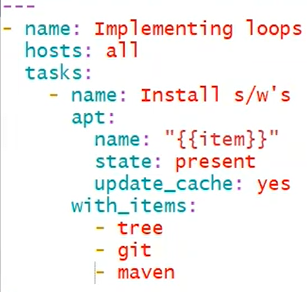 ---
- name: Implementing loops
  hosts: all
  tasks:
    - name: Install s/w's
      apt:
        name: "{{item}}"
        state: present
        update_cache: yes
      with_items:
        - tree
        - git
        - maven